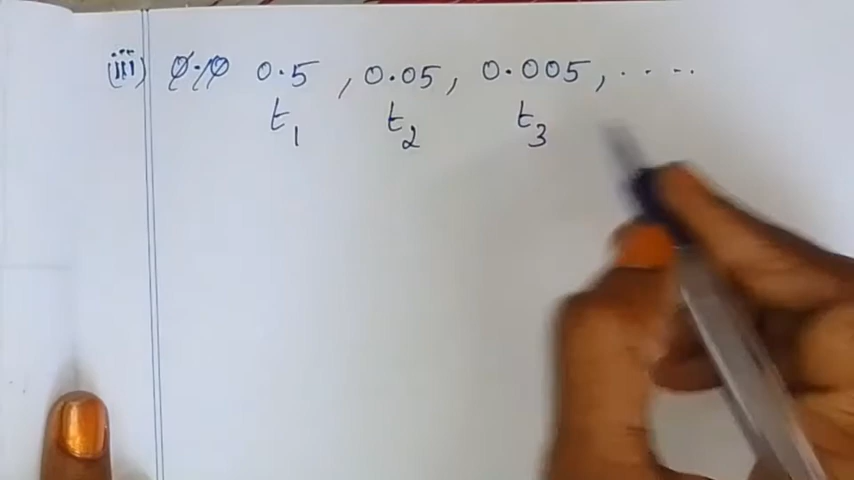 (iii) 0.5 , 0.05, 0.005, .....
t1 t2 t3